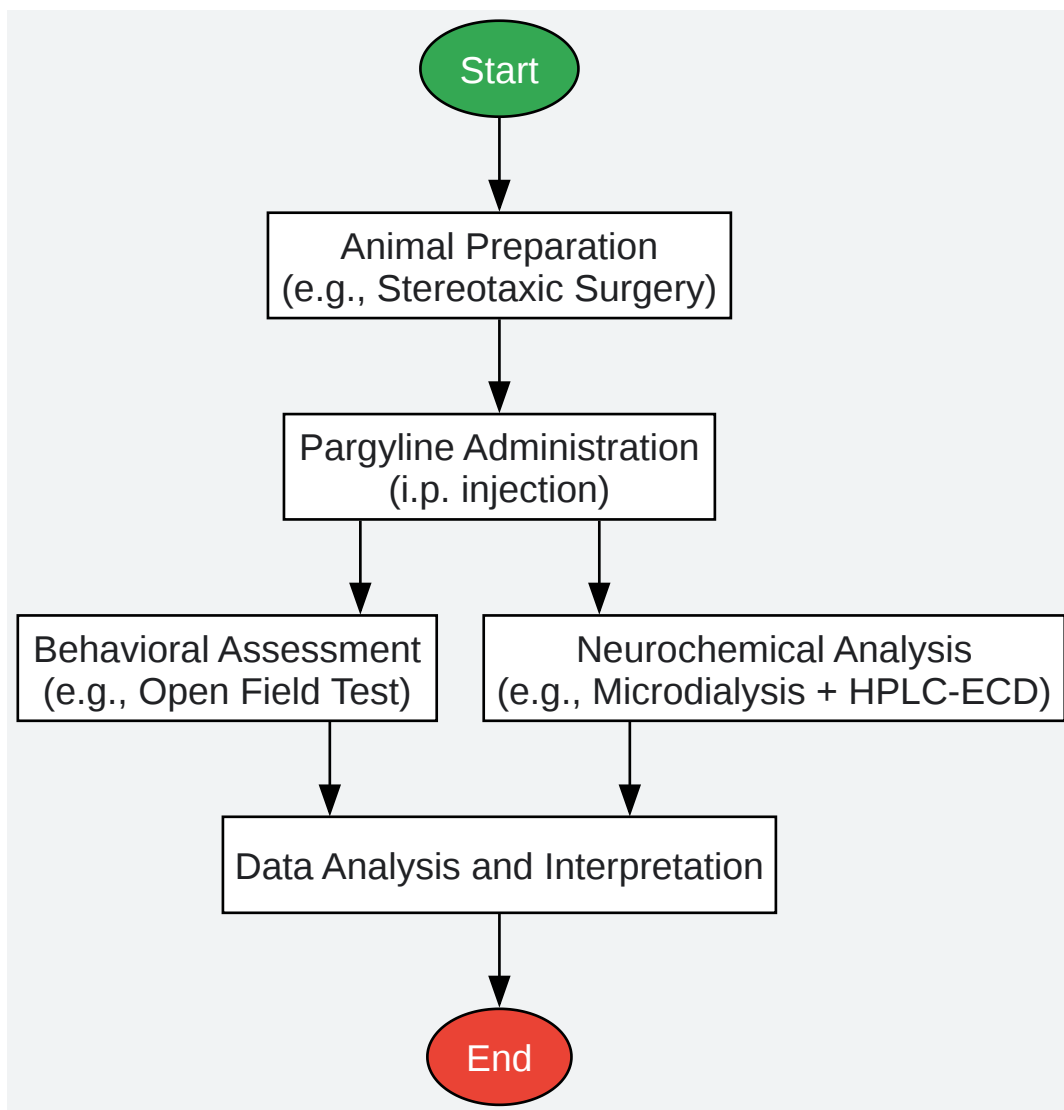 Start
Animal Preparation
(e.g., Stereotaxic Surgery)
Pargyline Administration
(i.p. injection)
Behavioral Assessment
(e.g., Open Field Test)
Neurochemical Analysis
(e.g., Microdialysis + HPLC-ECD)
Data Analysis and Interpretation
End